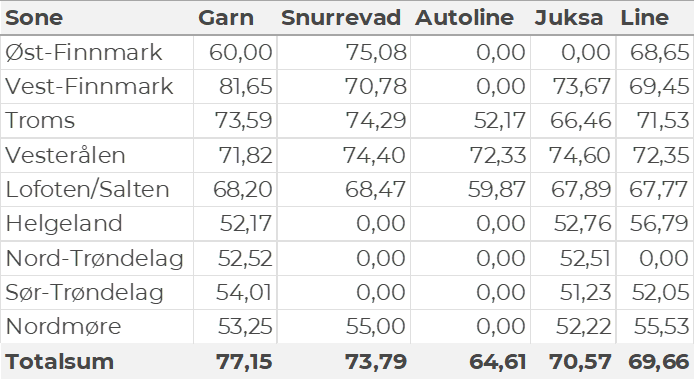 Sone Garn Snurrevad Autoline Juksa Line
Øst-Finnmark 60,00 75,08 0,00 0,00 68,65
Vest-Finnmark 81,65 70,78 0,00 73,67 69,45
Troms 73,59 74,29 52,17 66,46 71,53
Vesterålen 71,82 74,40 72,33 74,60 72,35
Lofoten/Salten 68,20 68,47 59,87 67,89 67,77
Helgeland 52,17 0,00 0,00 52,76 56,79
Nord-Trøndelag 52,52 0,00 0,00 52,51 0,00
Sør-Trøndelag 54,01 0,00 0,00 51,23 52,05
Nordmøre 53,25 55,00 0,00 52,22 55,53
Totalsum 77,15 73,79 64,61 70,57 69,66